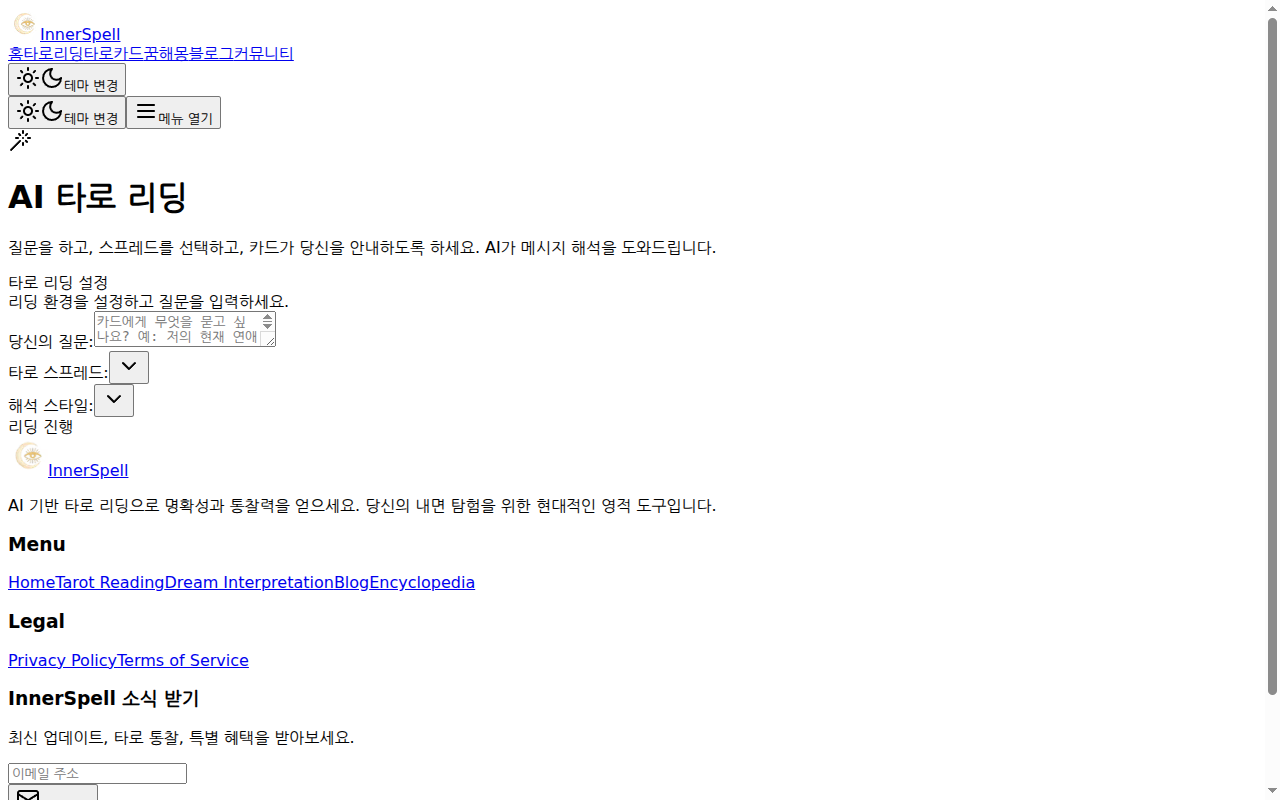 InnerSpell
홈타로리딩타로카드꿈해몽블로그커뮤니티
테마 변경
테마 변경 메뉴 열기
AI 타로 리딩
질문을 하고, 스프레드를 선택하고, 카드가 당신을 안내하도록 하세요. AI가 메시지 해석을 도와드립니다.
타로 리딩 설정
리딩 환경을 설정하고 질문을 입력하세요.
당신의 질문: 카드에게 무엇을 묻고 싶
나요? 예: 저의 현재 연애
타로 스프레드:
해석 스타일:
리딩 진행
InnerSpell
AI 기반 타로 리딩으로 명확성과 통찰력을 얻으세요. 당신의 내면 탐험을 위한 현대적인 영적 도구입니다.
Menu
HomeTarot ReadingDream InterpretationBlogEncyclopedia
Legal
Privacy PolicyTerms of Service
InnerSpell 소식 받기
최신 업데이트, 타로 통찰, 특별 혜택을 받아보세요.
이메일 주소